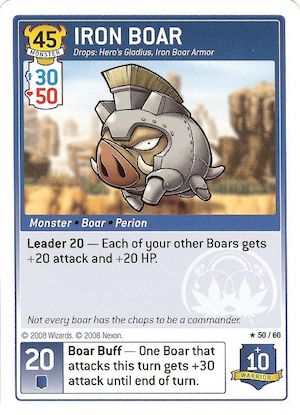 45
MONSTER
IRON BOAR
Drops: Hero's Gladius, Iron Boar Armor
30
50
Monster • Boar • Perion
Leader 20 — Each of your other Boars gets
+20 attack and +20 HP.
Not every boar has the chops to be a commander.
© 2008 Wizards. © 2008 Nexon.
★ 50 / 60
20
Boar Buff — One Boar that
attacks this turn gets +30
attack until end of turn.
+
10
WARRIOR